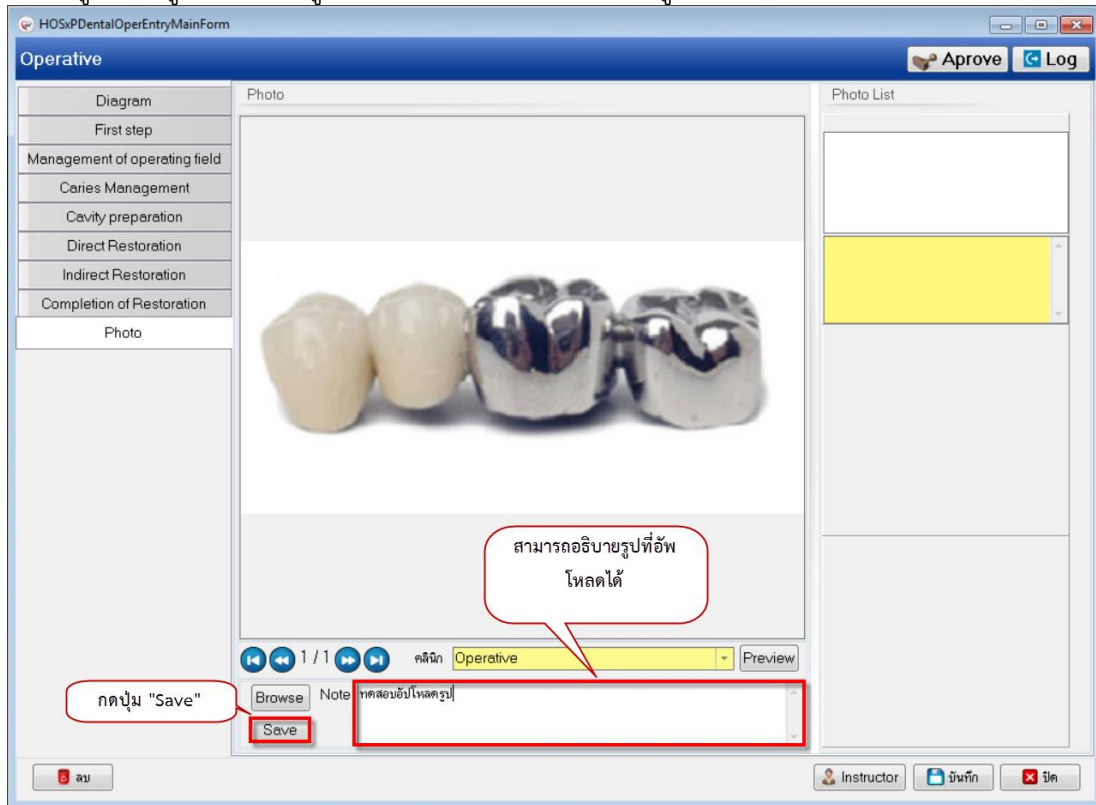 HOSxPDentalOperEntryMainForm
Operative
Aprove
Log
Diagram
First step
Management of operating field
Caries Management
Cavity preparation
Direct Restoration
Indirect Restoration
Completion of Restoration
Photo
Photo
Photo List
สามารถอธิบายรูปที่อัพ
โหลดได้
1 / 1
คลินิก
Operative
Preview
กดปุ่ม "Save"
Browse
Note
ทดสอบอัปโหลดรูป
Save
ลบ
Instructor
บันทึก
ปิด